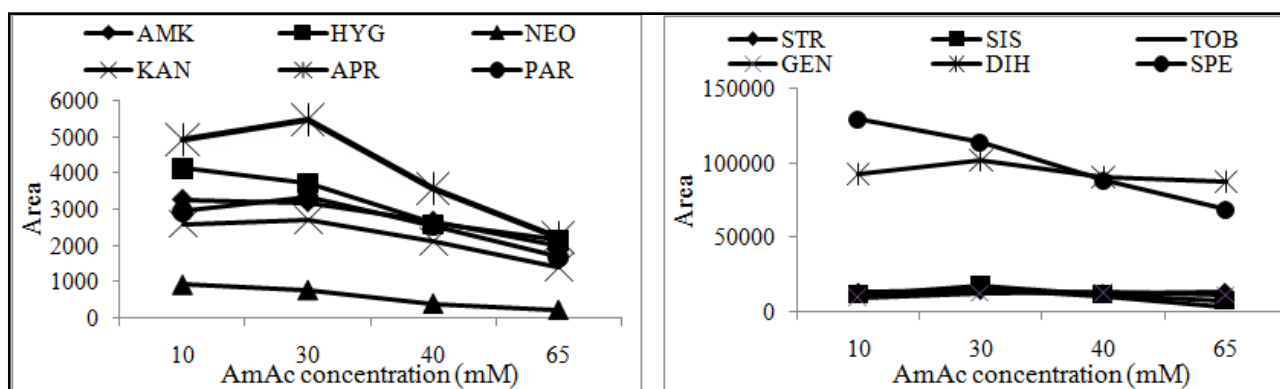 AMK HYG NEO
KAN APR PAR
6000
5000
4000
3000
2000
1000
0
Area
10 30 40 65
AmAc concentration (mM)
STR SIS TOB
GEN DIH SPE
150000
100000
50000
0
Area
10 30 40 65
AmAc concentration (mM)